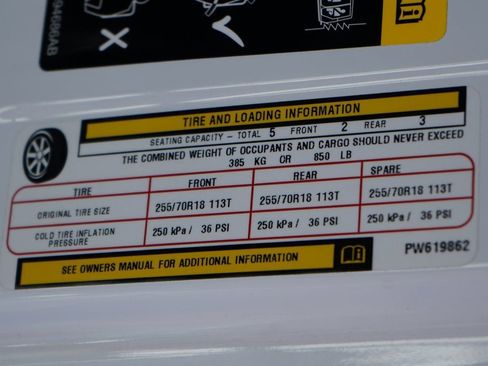 94686AB
TIRE AND LOADING INFORMATION
SEATING CAPACITY - TOTAL 5 FRONT 2 REAR 3
THE COMBINED WEIGHT OF OCCUPANTS AND CARGO SHOULD NEVER EXCEED
385 KG OR 850 LB
TIRE FRONT REAR SPARE
ORIGINAL TIRE SIZE 255/70R18 113T 255/70R18 113T 255/70R18 113T
COLD TIRE INFLATION PRESSURE 250 kPa / 36 PSI 250 kPa / 36 PSI 250 kPa / 36 PSI
SEE OWNERS MANUAL FOR ADDITIONAL INFORMATION
PW619862